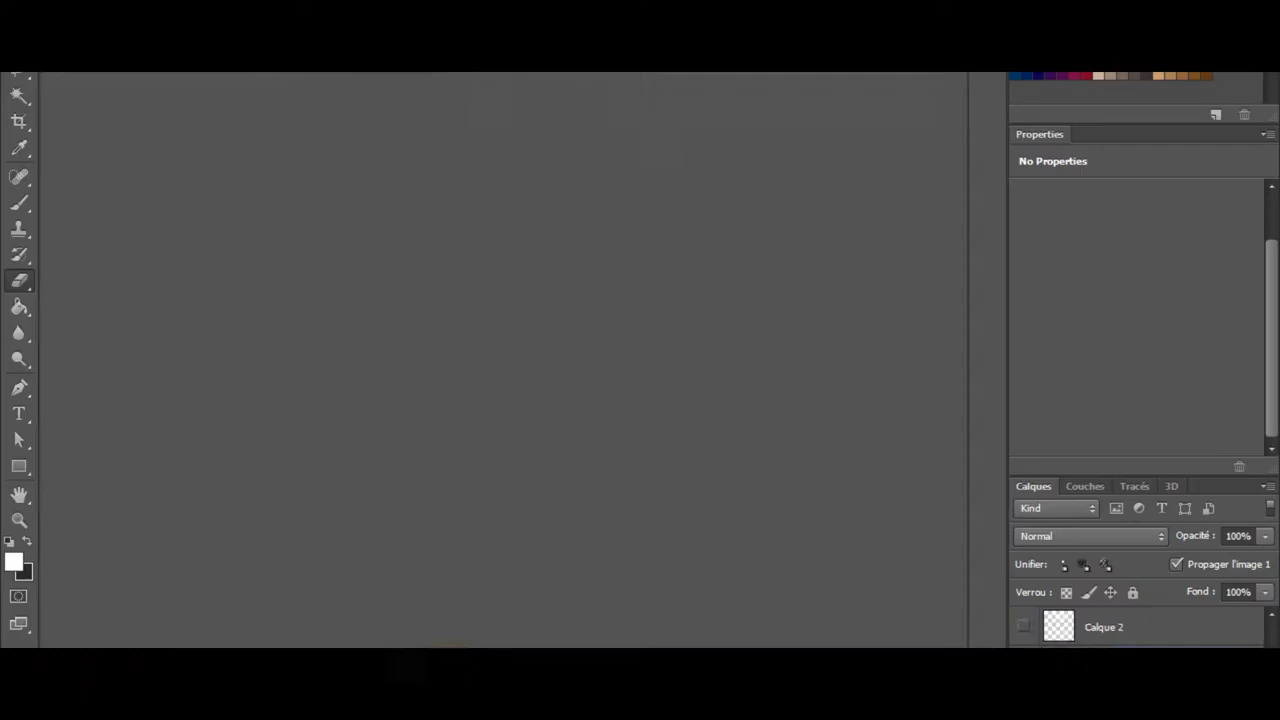 Properties
No Properties
Calques Couches Tracés 3D
Kind
Normal Opacité : 100%
Unifier: Propager l'image 1
Verrou : Fond : 100%
Calque 2